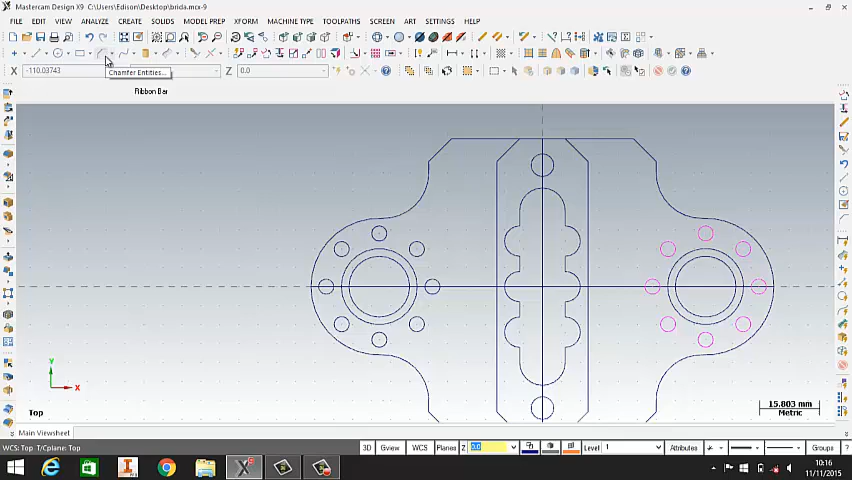 Mastercam Design X9 C:\Users\Edison\Desktop\brida.mcx-9
FILE EDIT VIEW ANALYZE CREATE SOLIDS MODEL PREP XFORM MACHINE TYPE TOOLPATHS SCREEN ART SETTINGS HELP
X -110.03743 Z 0.0
Chamfer Entities...
Ribbon Bar
Y
X
Top
15.803 mm
Metric
Main Viewsheet
WCS: Top T/Cplane: Top
3D Gview WCS Planes Z 0.0 Level 1 Attributes Groups
10:16
11/11/2015